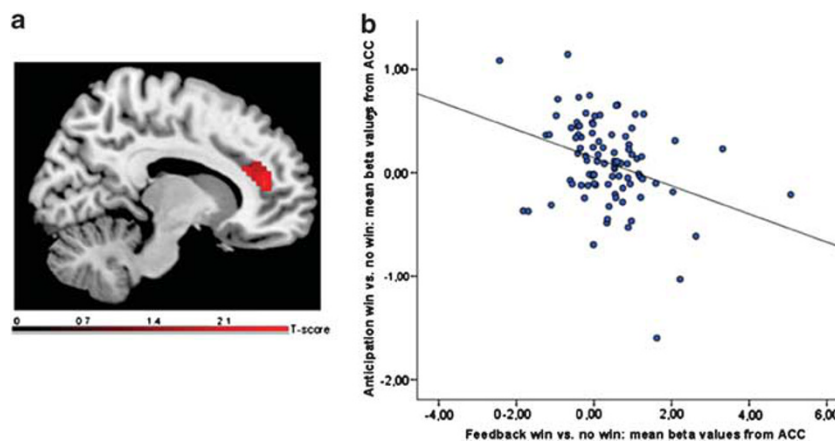 a
0 0 7 1.4 2.1 T-score
b
Anticipation win vs. no win: mean beta values from ACC
1,00
0,00
-1,00
-2,00
-4,00 0-2,00 0,00 2,00 4,00 6,00
Feedback win vs. no win: mean beta values from ACC